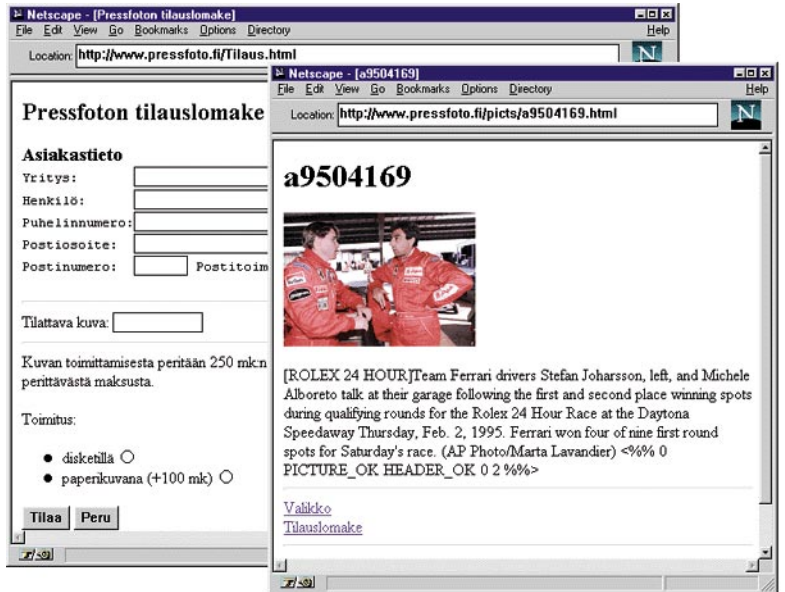 Netscape - [Pressfoton tilauslomake]
File Edit View Go Bookmarks Options Directory Help
Location: http://www.pressfoto.fi/Tilaus.html
N
Pressfoton tilauslomake
Asiakastieto
Yritys:
Henkilö:
Puhelinnumero:
Postiosoite:
Postinumero: Postitoim
Tilattava kuva:
Kuvan toimittamisesta peritään 250 mk:n
perittävästä maksusta.
Toimitus:
disketillä
paperikuvana (+100 mk)
Tilaa Peru
Netscape - [a9504169]
File Edit View Go Bookmarks Options Directory Help
Location: http://www.pressfoto.fi/picts/a9504169.html
N
a9504169
[ROLEX 24 HOUR]Team Ferrari drivers Stefan Joharsson, left, and Michele
Alboreto talk at their garage following the first and second place winning spots
during qualifying rounds for the Rolex 24 Hour Race at the Daytona
Speedaway Thursday, Feb. 2, 1995. Ferrari won four of nine first round
spots for Saturday's race. (AP Photo/Marta Lavandier) <%% 0
PICTURE_OK HEADER_OK 0 2 %%>
Valikko
Tilauslomake